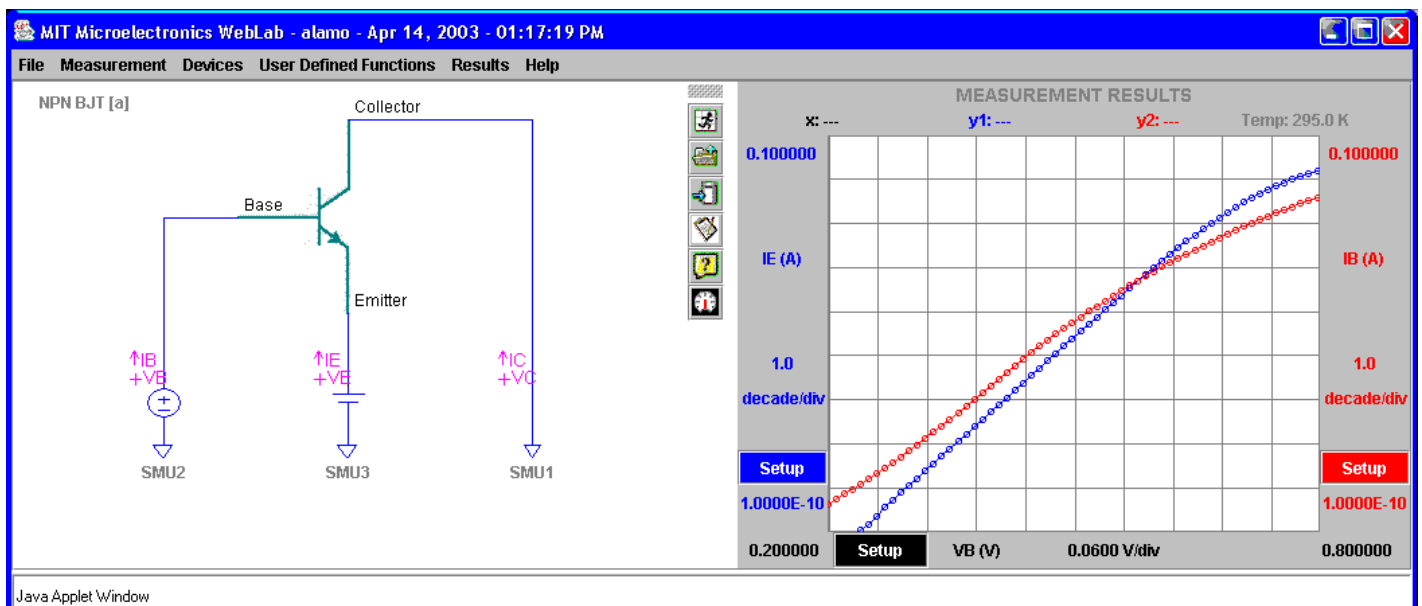 MIT Microelectronics WebLab - alamo - Apr 14, 2003 - 01:17:19 PM
File Measurement Devices User Defined Functions Results Help
NPN BJT [a]
Collector
Base
Emitter
↑IB
+VB
↑IE
+VE
↑IC
+VC
SMU2
SMU3
SMU1
MEASUREMENT RESULTS
x: --- y1: --- y2: --- Temp: 295.0 K
0.100000
IE (A)
1.0
decade/div
Setup
1.0000E-10
0.100000
IB (A)
1.0
decade/div
Setup
1.0000E-10
0.200000 Setup VB (V) 0.0600 V/div 0.800000
Java Applet Window